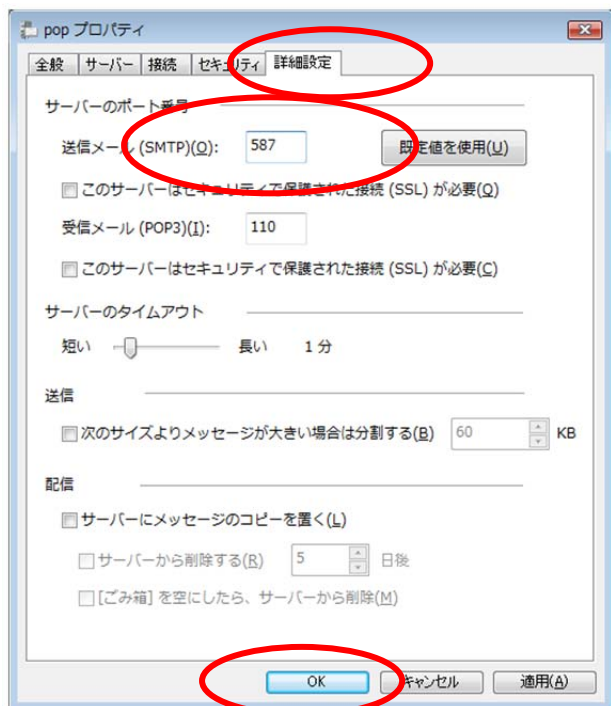 pop プロパティ
全般 サーバー 接続 セキュリティ 詳細設定
サーバーのポート番号
送信メール (SMTP)(O): 587 既定値を使用(U)
このサーバーはセキュリティで保護された接続 (SSL) が必要(Q)
受信メール (POP3)(I): 110
このサーバーはセキュリティで保護された接続 (SSL) が必要(C)
サーバーのタイムアウト
短い 長い 1 分
送信
次のサイズよりメッセージが大きい場合は分割する(B) 60 KB
配信
サーバーにメッセージのコピーを置く(L)
サーバーから削除する(R) 5 日後
[ごみ箱] を空にしたら、サーバーから削除(M)
OK キャンセル 適用(A)